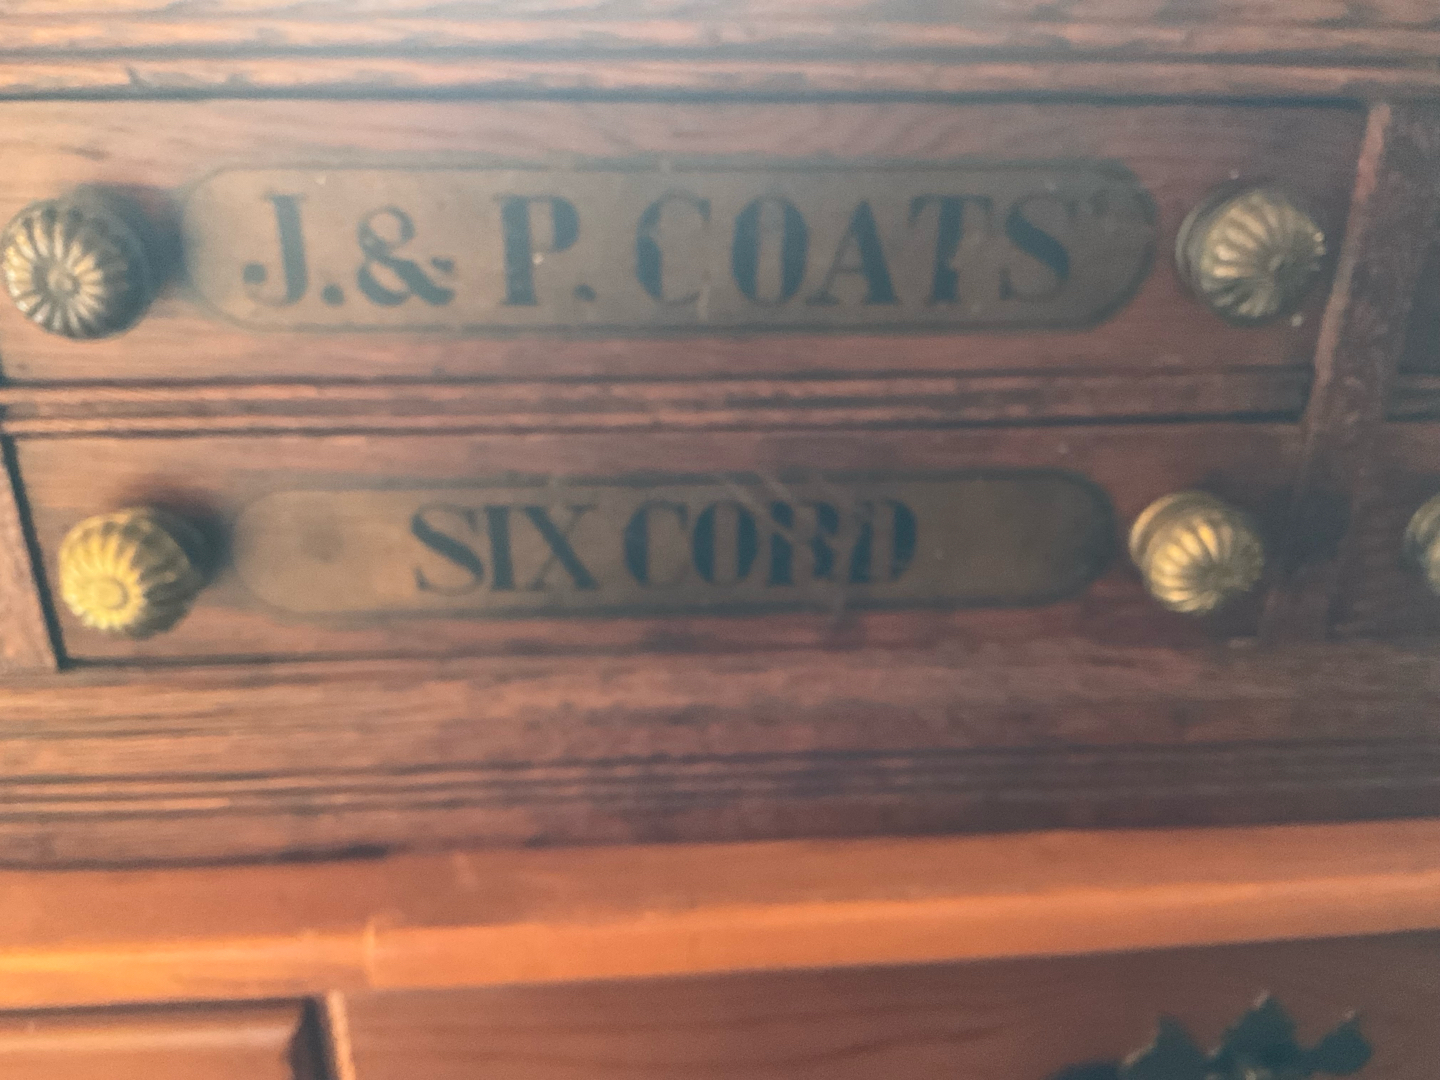 J. & P. COATS'
SIX CORD